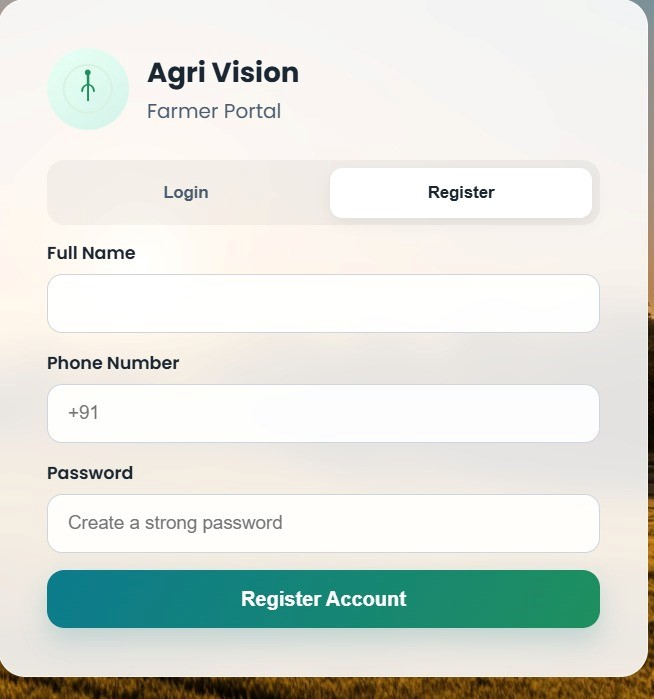 Agri Vision
Farmer Portal
Login
Register
Full Name
Phone Number
+91
Password
Create a strong password
Register Account